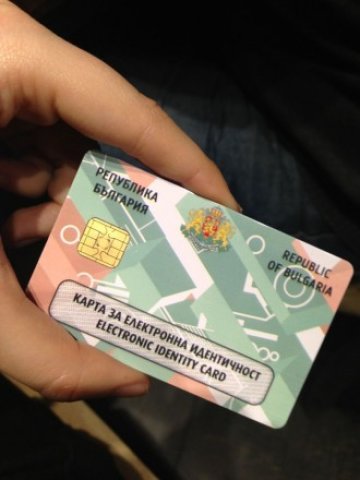 РЕПУБЛИКА
БЪЛГАРИЯ
REPUBLIC
OF BULGARIA
КАРТА ЗА ЕЛЕКТРОННА ИДЕНТИЧНОСТ
ELECTRONIC IDENTITY CARD